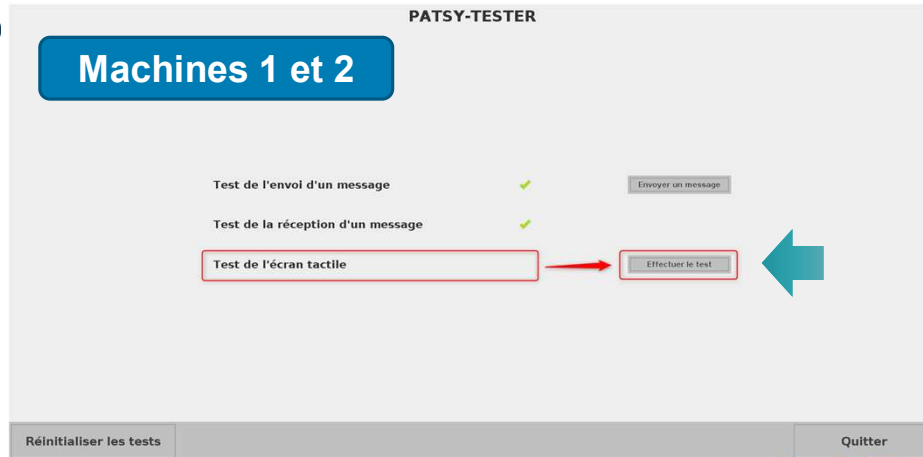 PATSY-TESTER
Machines 1 et 2
Test de l'envoi d'un message
Envoyer un message
Test de la réception d'un message
Test de l'écran tactile
Effectuer le test
Réinitialiser les tests
Quitter